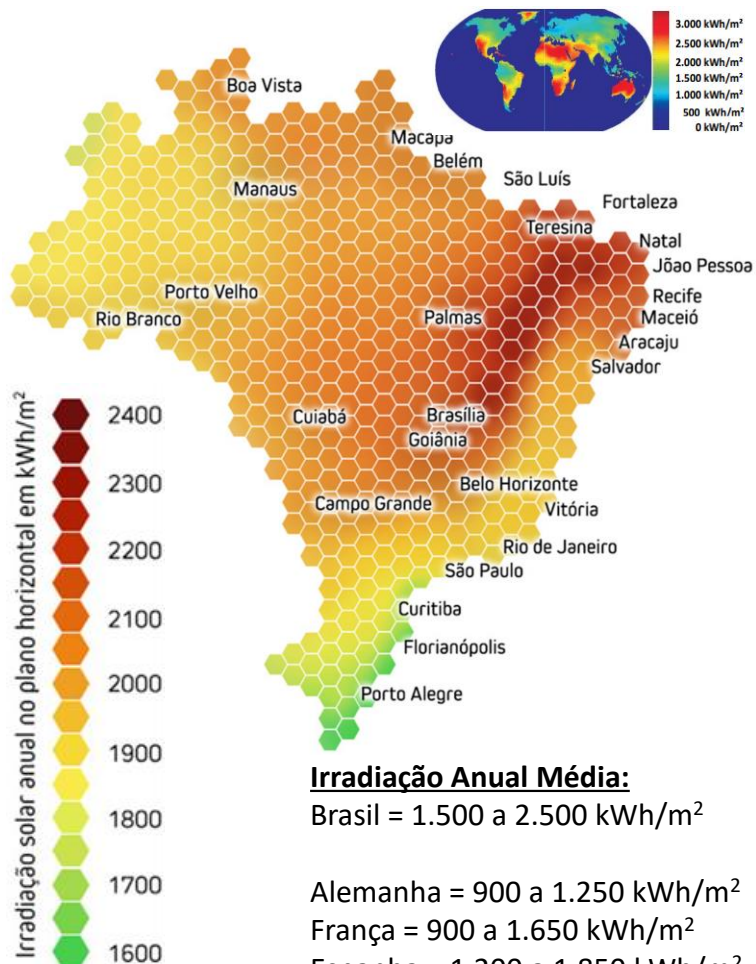 3.000 kWh/m²
2.500 kWh/m²
2.000 kWh/m²
1.500 kWh/m²
1.000 kWh/m²
500 kWh/m²
0 kWh/m²
Boa Vista
Macapa
Belém
São Luís
Manaus
Fortaleza
Teresina
Natal
Jõao Pessoa
Porto Velho
Recife
Rio Branco
Palmas
Maceió
Aracaju
Salvador
Cuiabá
Brasília
Goiânia
Belo Horizonte
Campo Grande
Vitória
Rio de Janeiro
São Paulo
Curitiba
Florianópolis
Porto Alegre
Irradiação solar anual no plano horizontal em kWh/m²
2400
2300
2200
2100
2000
1900
1800
1700
1600
Irradiação Anual Média:
Brasil = 1.500 a 2.500 kWh/m²
Alemanha = 900 a 1.250 kWh/m²
França = 900 a 1.650 kWh/m²